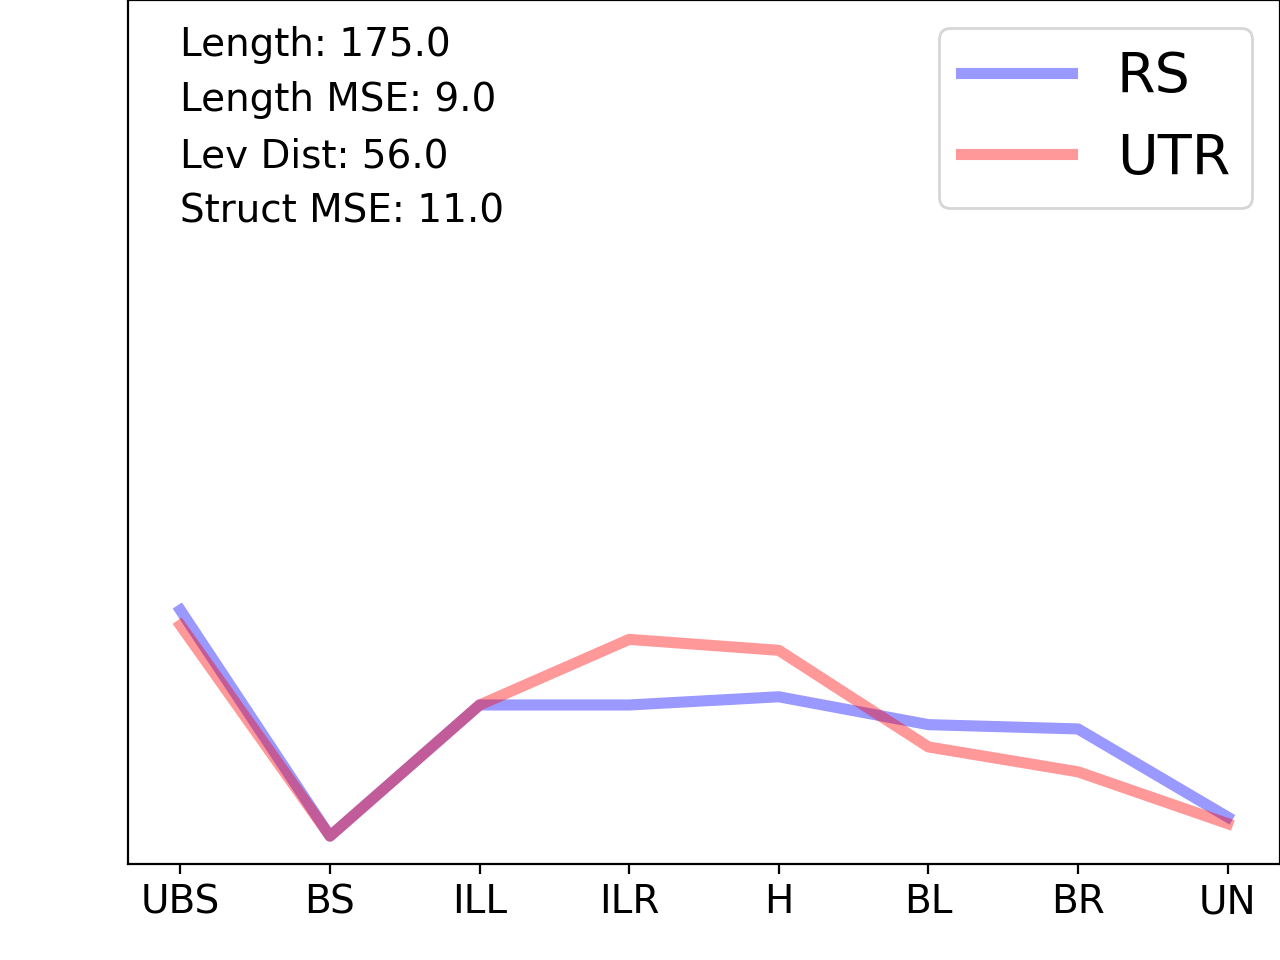 Length: 175.0
Length MSE: 9.0
Lev Dist: 56.0
Struct MSE: 11.0
RS
UTR
UBS BS ILL ILR H BL BR UN